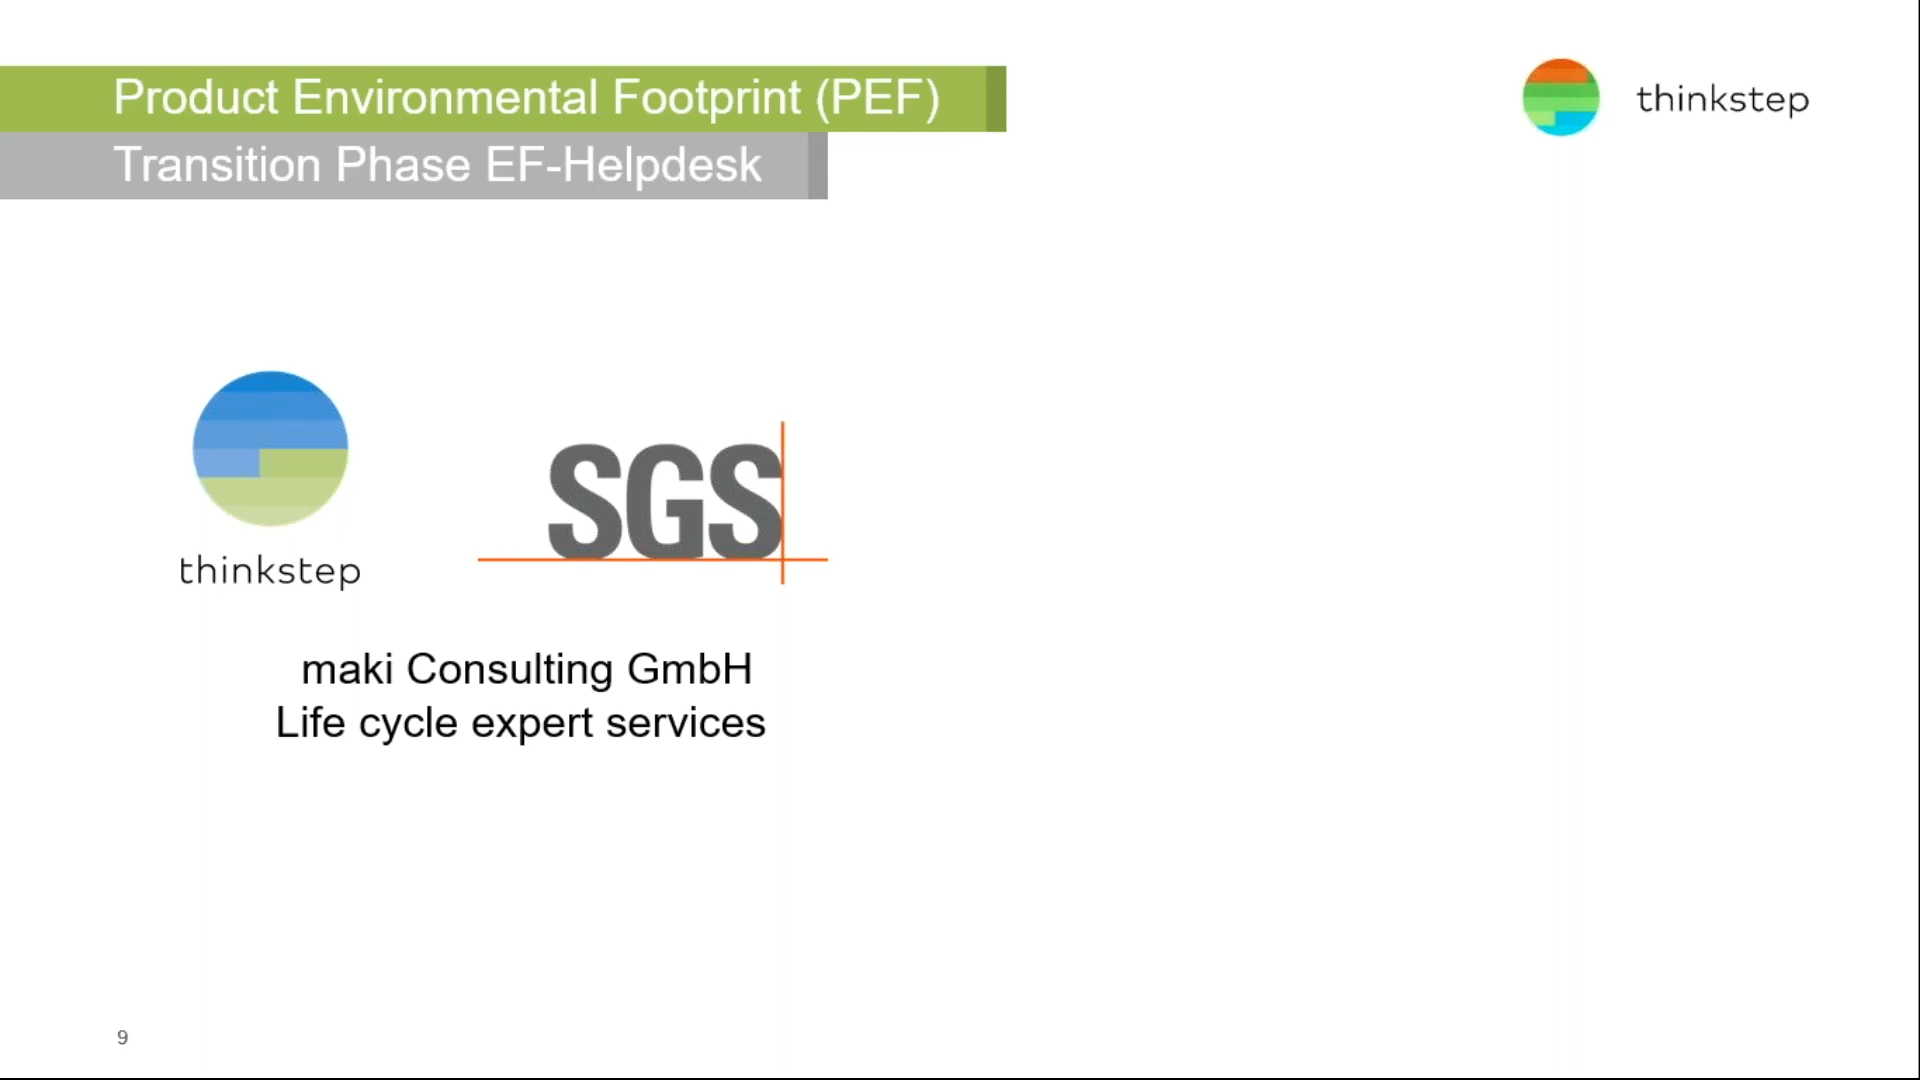 Product Environmental Footprint (PEF)
thinkstep
Transition Phase EF-Helpdesk
SGS
thinkstep
maki Consulting GmbH
Life cycle expert services
9